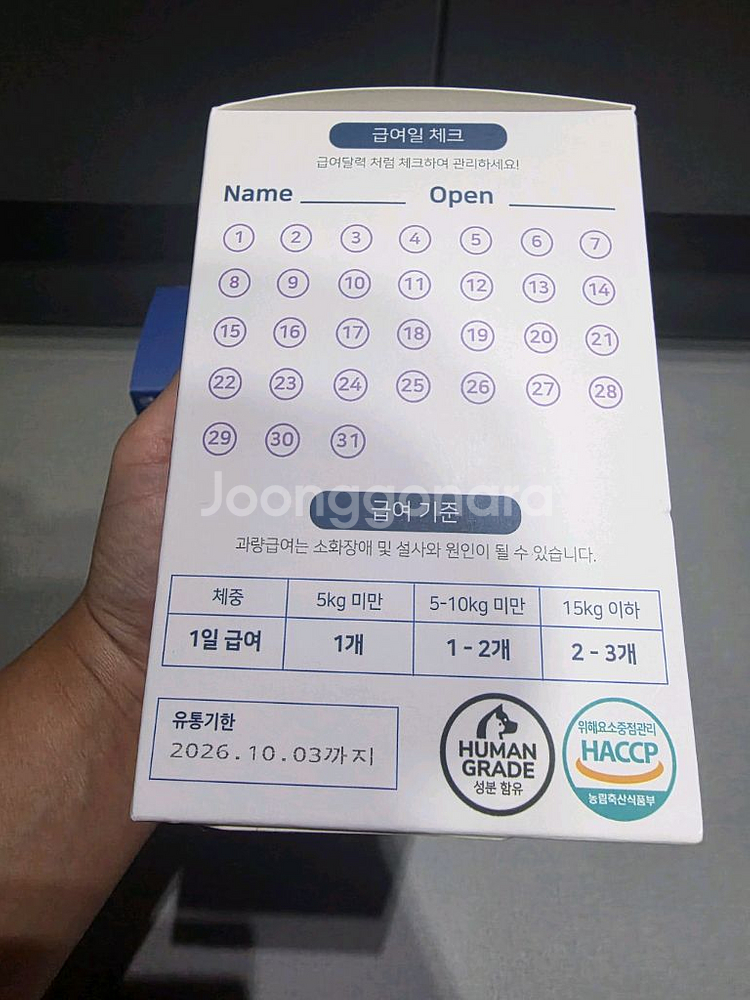 급여일 체크
급여달력 처럼 체크하여 관리하세요!
Name Open
1 2 3 4 5 6 7
8 9 10 11 12 13 14
15 16 17 18 19 20 21
22 23 24 25 26 27 28
29 30 31
Joonggonara
급여 기준
과량급여는 소화장애 및 설사와 원인이 될 수 있습니다.
체중 5kg 미만 5-10kg 미만 15kg 이하
1일 급여 1개 1 - 2개 2 - 3개
유통기한
2026.10.03까지
HUMAN
GRADE
성분 함유
위해요소중점관리
HACCP
농림축산식품부